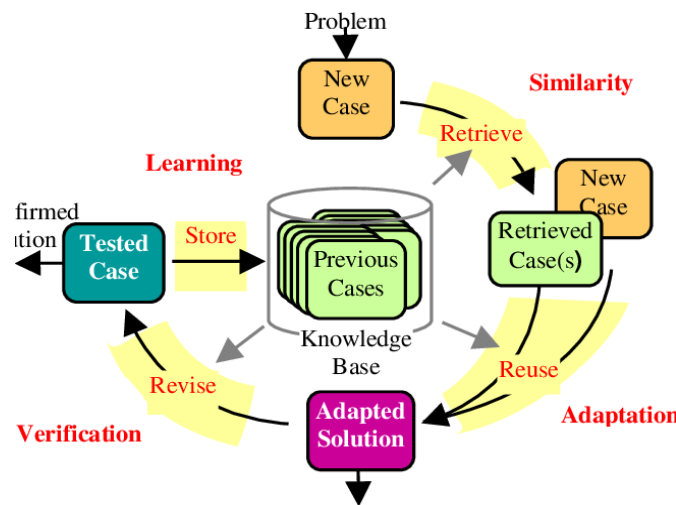 Problem
New
Case
Similarity
Retrieve
Learning
New
Case
firmed
tion
Tested
Case
Store
Previous
Cases
Retrieved
Case(s)
Knowledge
Base
Reuse
Revise
Adapted
Solution
Verification
Adaptation